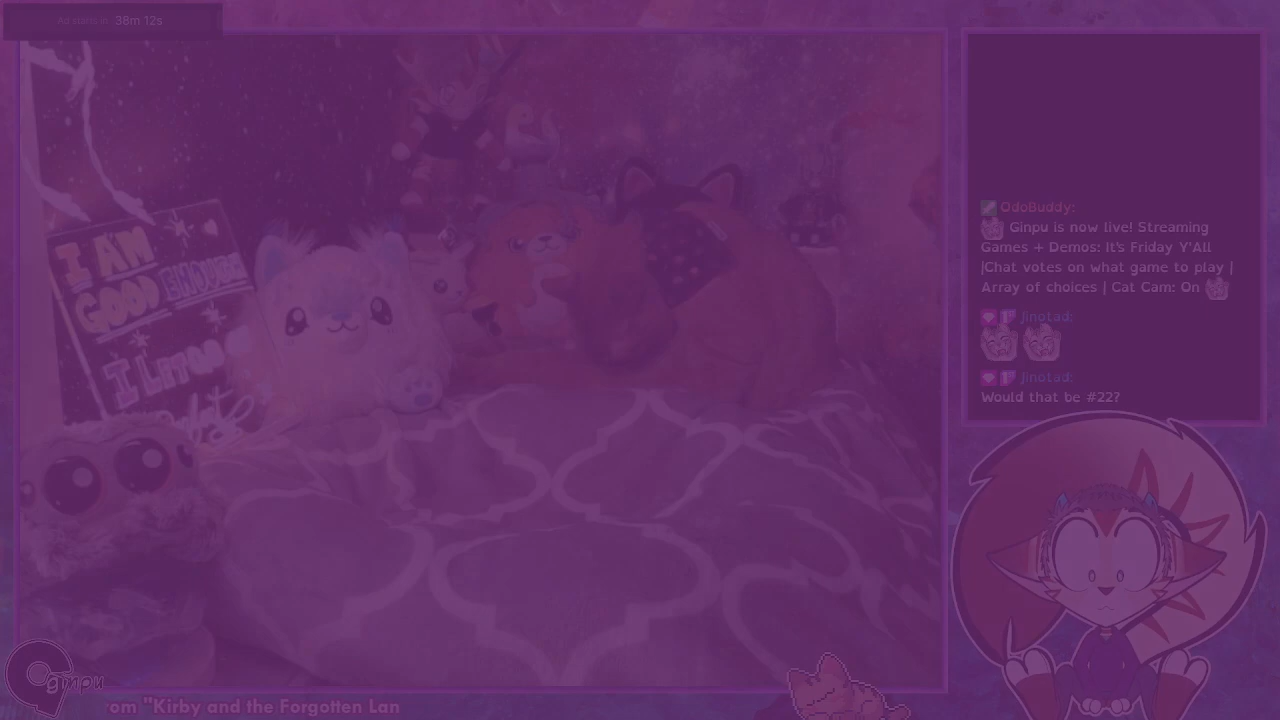 Ad starts in 38m 12s
I AM
GOOD ENOUGH
OdoBuddy:
Ginpu is now live! Streaming
Games + Demos: It's Friday Y'All
|Chat votes on what game to play |
Array of choices | Cat Cam: On
Jinotad:
Jinotad:
Would that be #22?
ginpu
om "Kirby and the Forgotten Lan